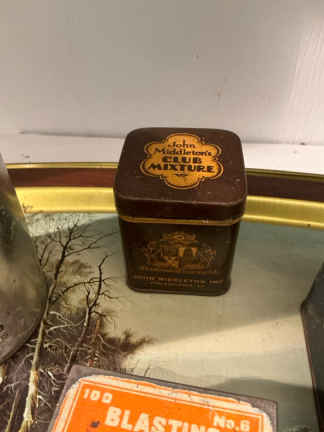 John
Middleton's
CLUB
MIXTURE
JOHN MIDDLETON, INC.
100
No.6
BLASTING